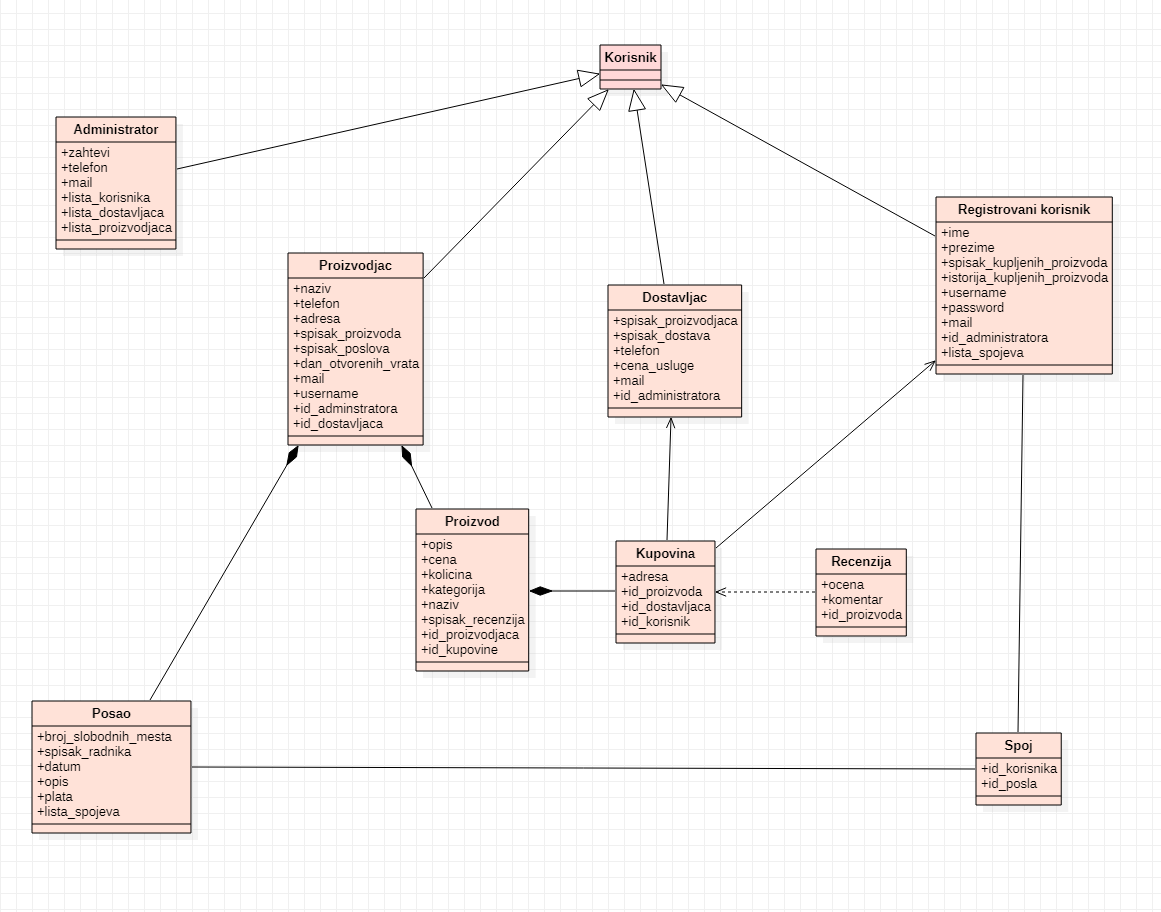 Korisnik
Administrator
+zahtevi
+telefon
+mail
+lista_korisnika
+lista_dostavljaca
+lista_proizvodjaca
Registrovani korisnik
+ime
+prezime
+spisak_kupljenih_proizvoda
+istorija_kupljenih_proizvoda
+username
+password
+mail
+id_administratora
+lista_spojeva
Proizvodjac
+naziv
+telefon
+adresa
+spisak_proizvoda
+spisak_poslova
+dan_otvorenih_vrata
+mail
+username
+id_adminstratora
+id_dostavljaca
Dostavljac
+spisak_proizvodjaca
+spisak_dostava
+telefon
+cena_usluge
+mail
+id_administratora
Proizvod
+opis
+cena
+kolicina
+kategorija
+naziv
+spisak_recenzija
+id_proizvodjaca
+id_kupovine
Kupovina
+adresa
+id_proizvoda
+id_dostavljaca
+id_korisnik
Recenzija
+ocena
+komentar
+id_proizvoda
Posao
+broj_slobodnih_mesta
+spisak_radnika
+datum
+opis
+plata
+lista_spojeva
Spoj
+id_korisnika
+id_posla